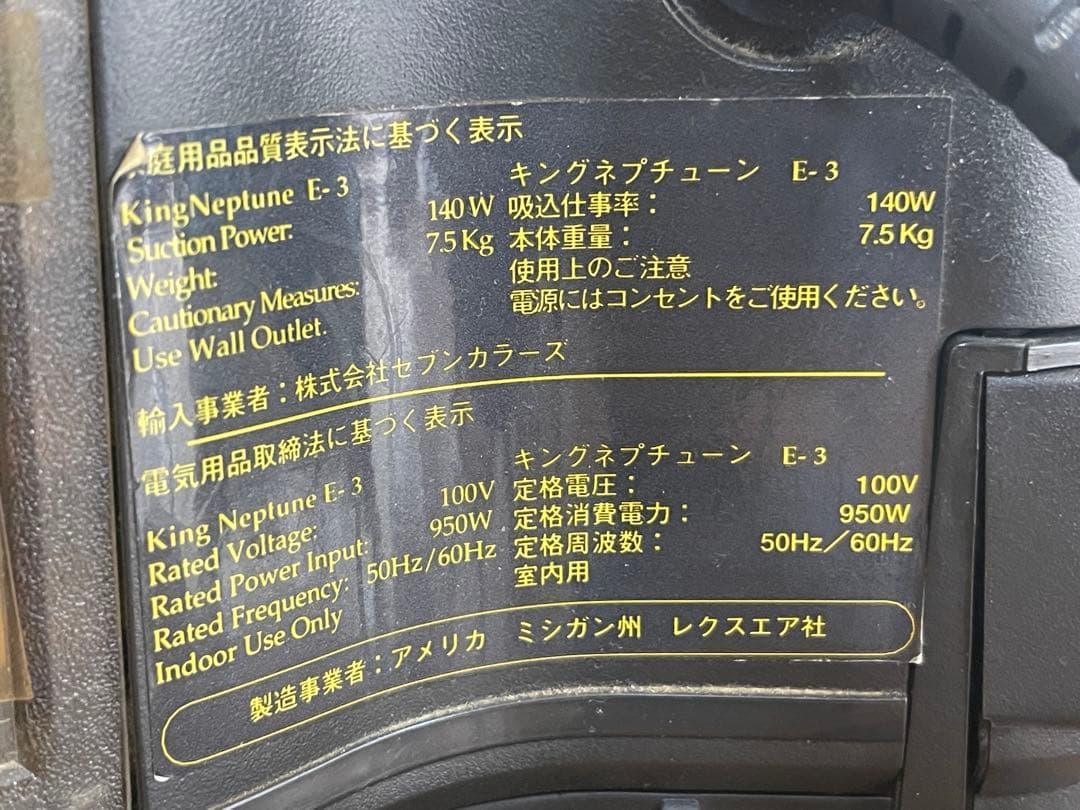 庭用品品質表示法に基づく表示
KingNeptune E-3
Suction Power: 140W
Weight: 7.5Kg
Cautionary Measures:
Use Wall Outlet.
キングネプチューン E-3
吸込仕事率： 140W
本体重量： 7.5Kg
使用上のご注意
電源にはコンセントをご使用ください。
輸入事業者：株式会社セブンカラーズ
電気用品取締法に基づく表示
King Neptune E-3
Rated Voltage: 100V
Rated Power Input: 950W
Rated Frequency: 50Hz/60Hz
Indoor Use Only
キングネプチューン E-3
定格電圧： 100V
定格消費電力： 950W
定格周波数： 50Hz／60Hz
室内用
製造事業者：アメリカ ミシガン州 レクスエア社